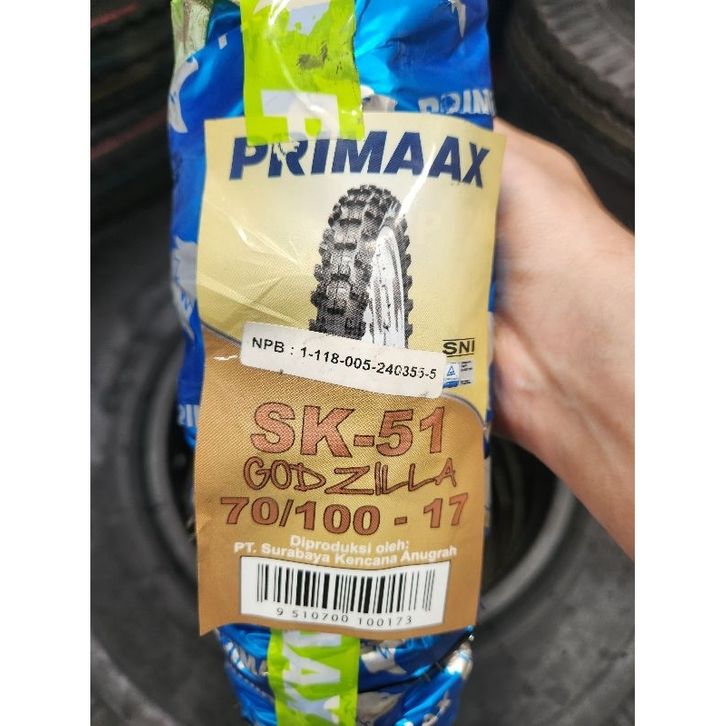 PRIM
PRIMAAX
NPB : 1-118-005-240355-5
SNI
SK-51
GODZILLA
70/100 - 17
Diproduksi oleh:
PT. Surabaya Kencana Anugrah
9 510700 100173